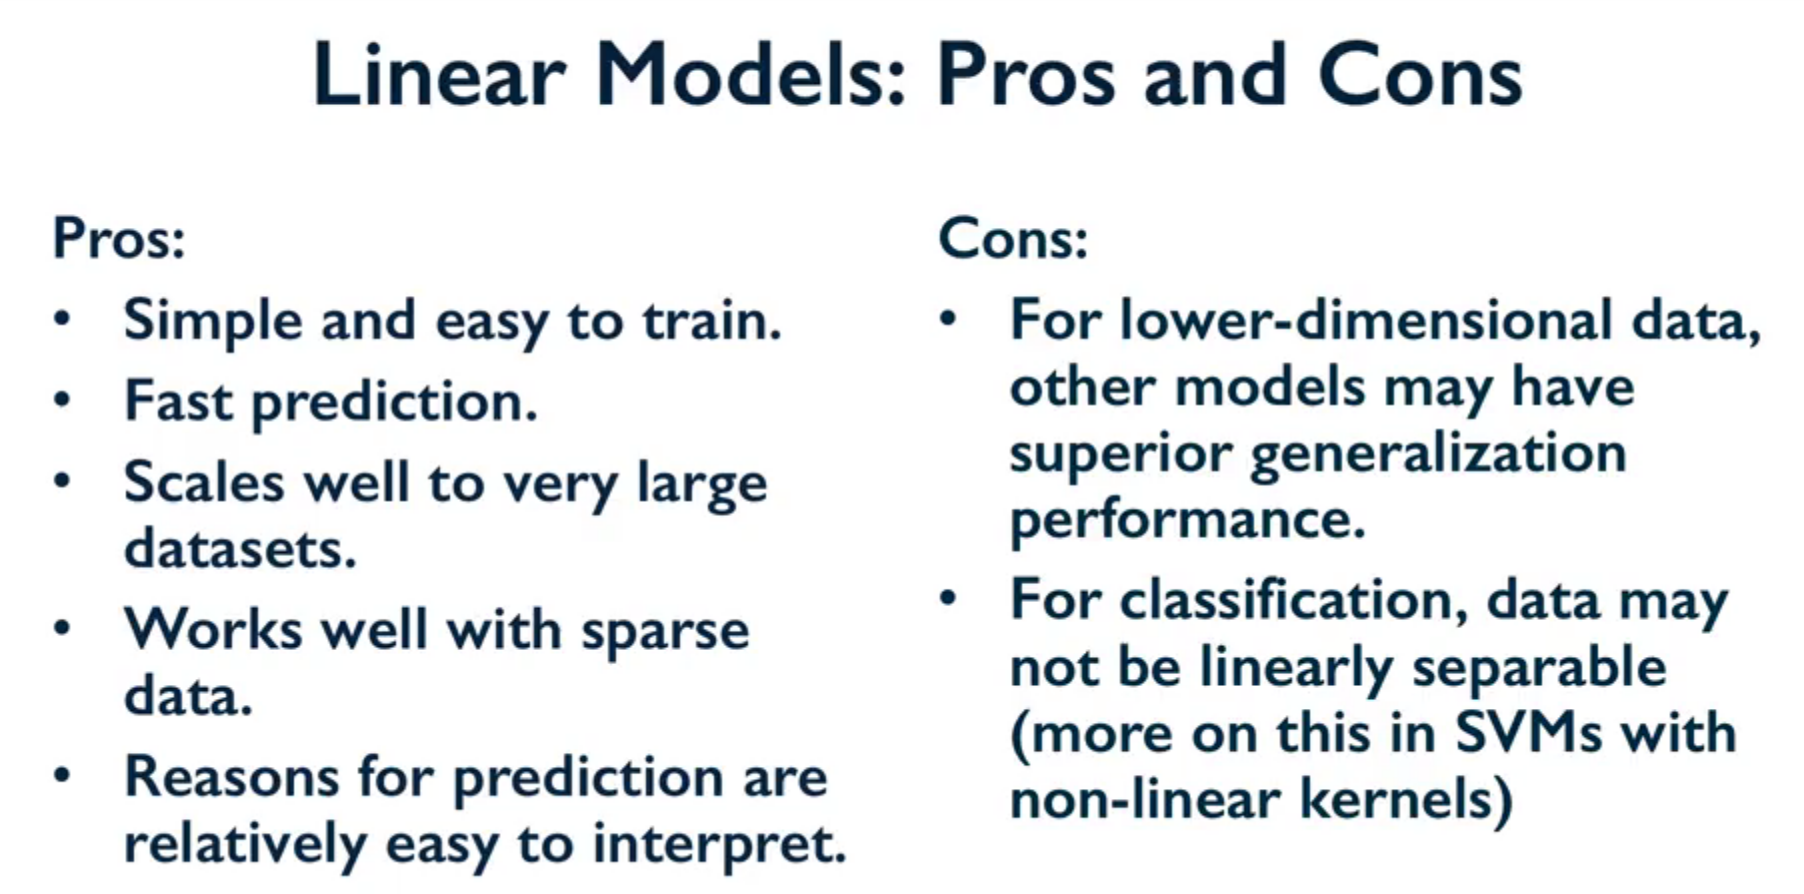 Linear Models: Pros and Cons
Pros:
• Simple and easy to train.
• Fast prediction.
• Scales well to very large
datasets.
• Works well with sparse
data.
• Reasons for prediction are
relatively easy to interpret.
Cons:
• For lower-dimensional data,
other models may have
superior generalization
performance.
• For classification, data may
not be linearly separable
(more on this in SVMs with
non-linear kernels)